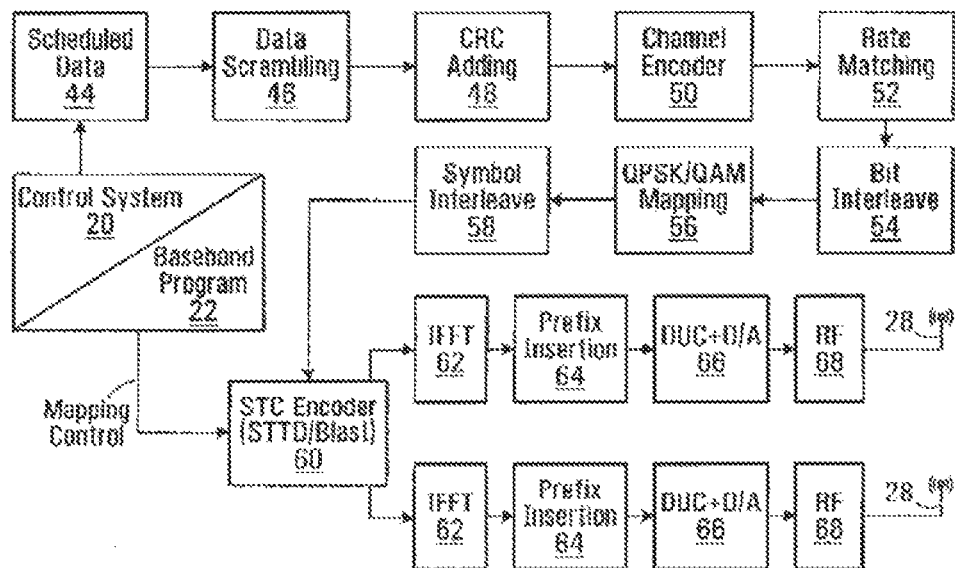 Scheduled
Data
44
Data
Scrambling
46
CRC
Adding
48
Channel
Encoder
50
Rate
Matching
52
Control System
20
Baseband
Program
22
Symbol
Interleave
58
QPSK/QAM
Mapping
56
Bit
Interleave
54
Mapping
Control
STC Encoder
(STTD/Blast)
60
IFFT
62
Prefix
Insertion
64
DUC+D/A
66
RF
68
28
IFFT
62
Prefix
Insertion
64
DUC+D/A
66
RF
68
28